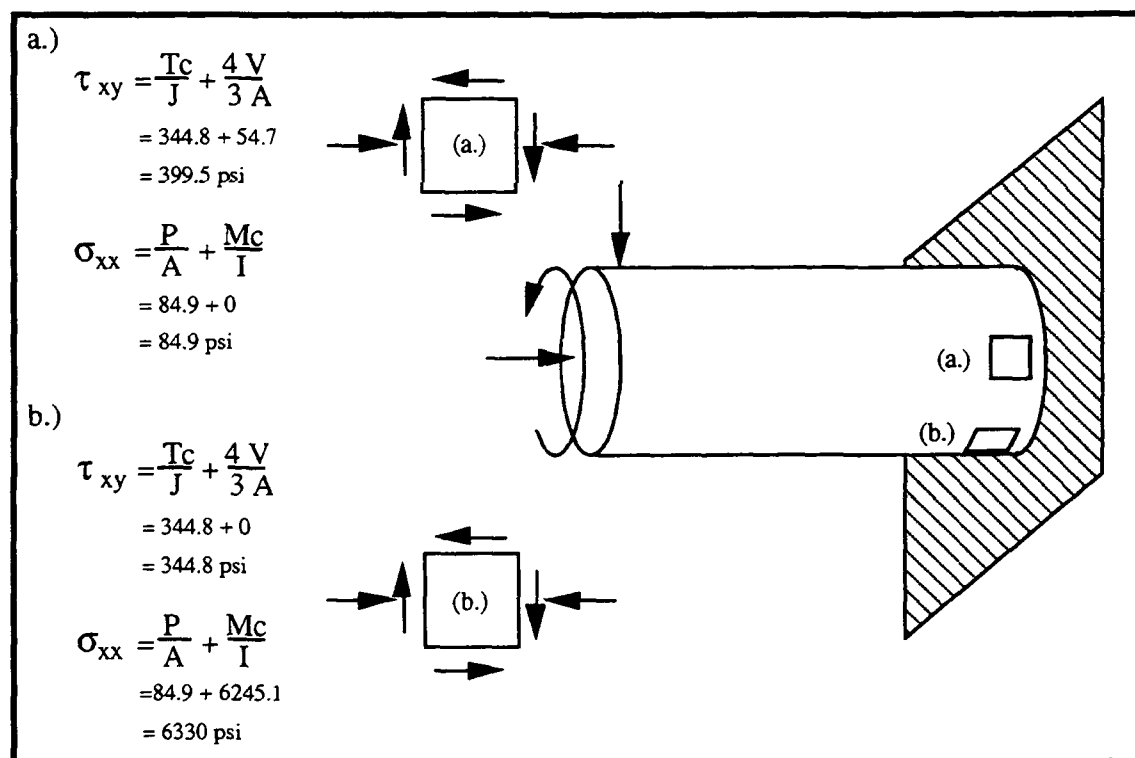 a.)
τ xy = Tc/J + 4 V/3 A
= 344.8 + 54.7
= 399.5 psi
σxx = P/A + Mc/I
= 84.9 + 0
= 84.9 psi
(a.)
(a.)
(b.)
b.)
τ xy = Tc/J + 4 V/3 A
= 344.8 + 0
= 344.8 psi
σxx = P/A + Mc/I
=84.9 + 6245.1
= 6330 psi
(b.)